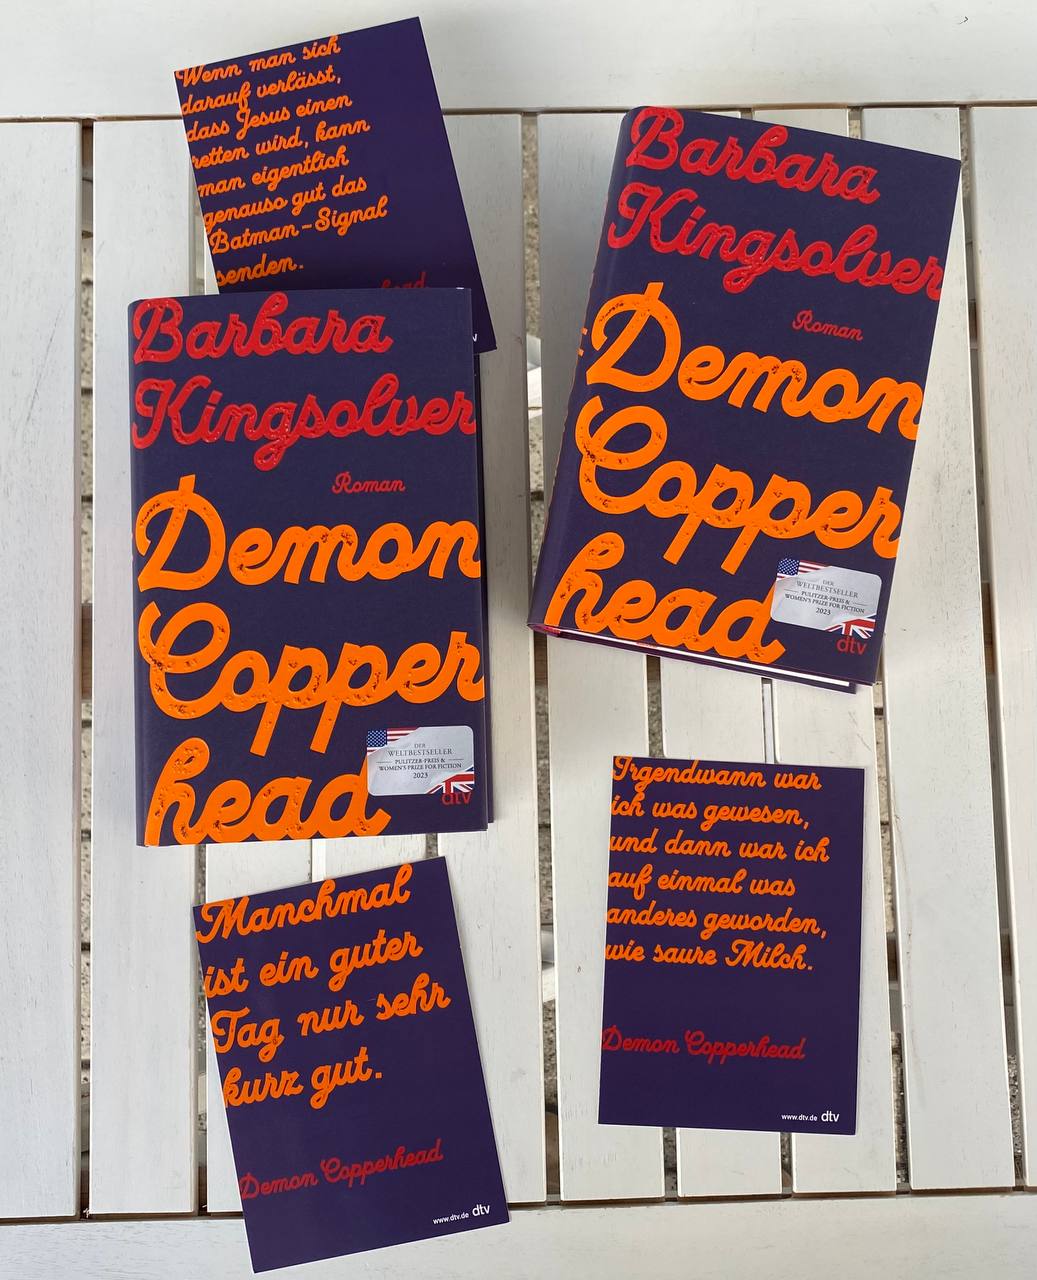 Wenn man sich
darauf verlässt,
dass Jesus einen
retten wird, kann
man eigentlich
genauso gut das
Batman-Signal
senden.
head
Barbara
Kingsolver
Roman
Demon
Copper
head
DER
WELTBESTSELLER
PULITZER-PREIS &
WOMEN'S PRIZE FOR FICTION
2023
dtv
Barbara
Kingsolver
Roman
Demon
Copper
head
DER
WELTBESTSELLER
PULITZER-PREIS &
WOMEN'S PRIZE FOR FICTION
2023
dtv
Manchmal
ist ein guter
Tag nur sehr
kurz gut.
Demon Copperhead
www.dtv.de dtv
Irgendwann war
ich was gewesen,
und dann war ich
auf einmal was
anderes geworden,
wie saure Milch.
Demon Copperhead
www.dtv.de dtv